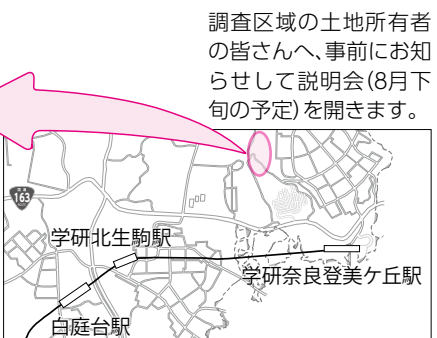 調査区域の土地所有者
の皆さんへ、事前にお知
らせして説明会(8月下
旬の予定)を開きます。
国道
163
学研北生駒駅
学研奈良登美ケ丘駅
白庭台駅